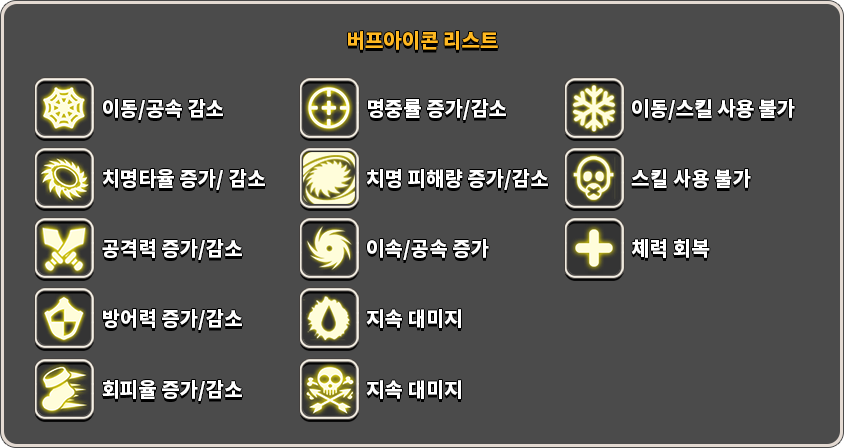 버프아이콘 리스트
이동/공속 감소
명중률 증가/감소
이동/스킬 사용 불가
치명타율 증가/ 감소
치명 피해량 증가/감소
스킬 사용 불가
공격력 증가/감소
이속/공속 증가
체력 회복
방어력 증가/감소
지속 대미지
회피율 증가/감소
지속 대미지